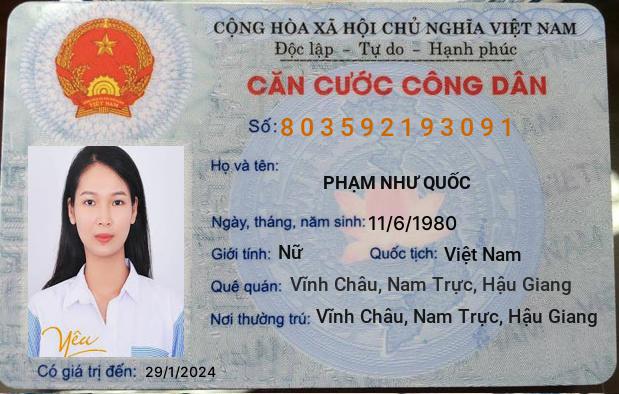 CỘNG HÒA XÃ HỘI CHỦ NGHĨA VIỆT NAM
Độc lập - Tự do - Hạnh phúc
CĂN CƯỚC CÔNG DÂN
Số: 803592193091
Họ và tên:
PHẠM NHƯ QUỐC
Ngày, tháng, năm sinh: 11/6/1980
Giới tính: Nữ Quốc tịch: Việt Nam
Quê quán: Vĩnh Châu, Nam Trực, Hậu Giang
Nơi thường trú: Vĩnh Châu, Nam Trực, Hậu Giang
Yêu
Có giá trị đến: 29/1/2024
VIỆT NAM